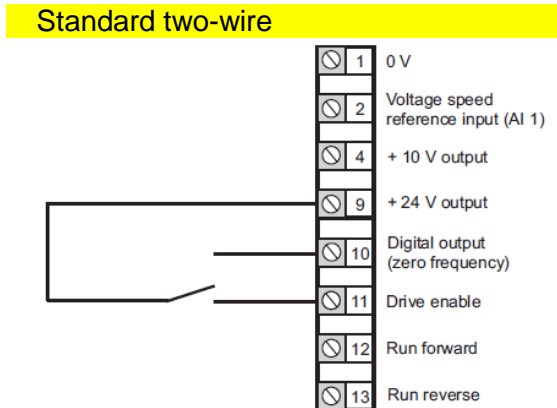 Standard two-wire
1 0 V
2 Voltage speed
reference input (AI 1)
4 + 10 V output
9 + 24 V output
10 Digital output
(zero frequency)
11 Drive enable
12 Run forward
13 Run reverse